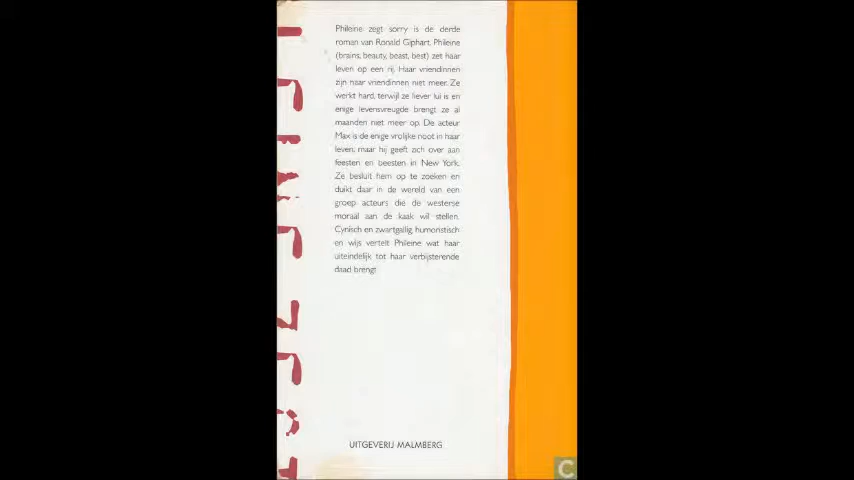 Phileine zegt sorry is de derde
roman van Ronald Giphart. Phileine
(brains, beauty, beast, best) zet haar
leven op een rij. Haar vriendinnen
zijn haar vriendinnen niet meer. Ze
werkt hard, terwijl ze liever lui is en
enige levensvreugde brengt ze al
maanden niet meer op. De acteur
Max is de enige vrolijke noot in haar
leven, maar hij geeft zich over aan
feesten en beesten in New York.
Ze besluit hem op te zoeken en
duikt daar in de wereld van een
groep acteurs die de westerse
moraal aan de kaak wil stellen.
Cynisch en zwartgallig, humoristisch
en wijs vertelt Phileine wat haar
uiteindelijk tot haar verbijsterende
daad brengt
UITGEVERIJ MALMBERG
C